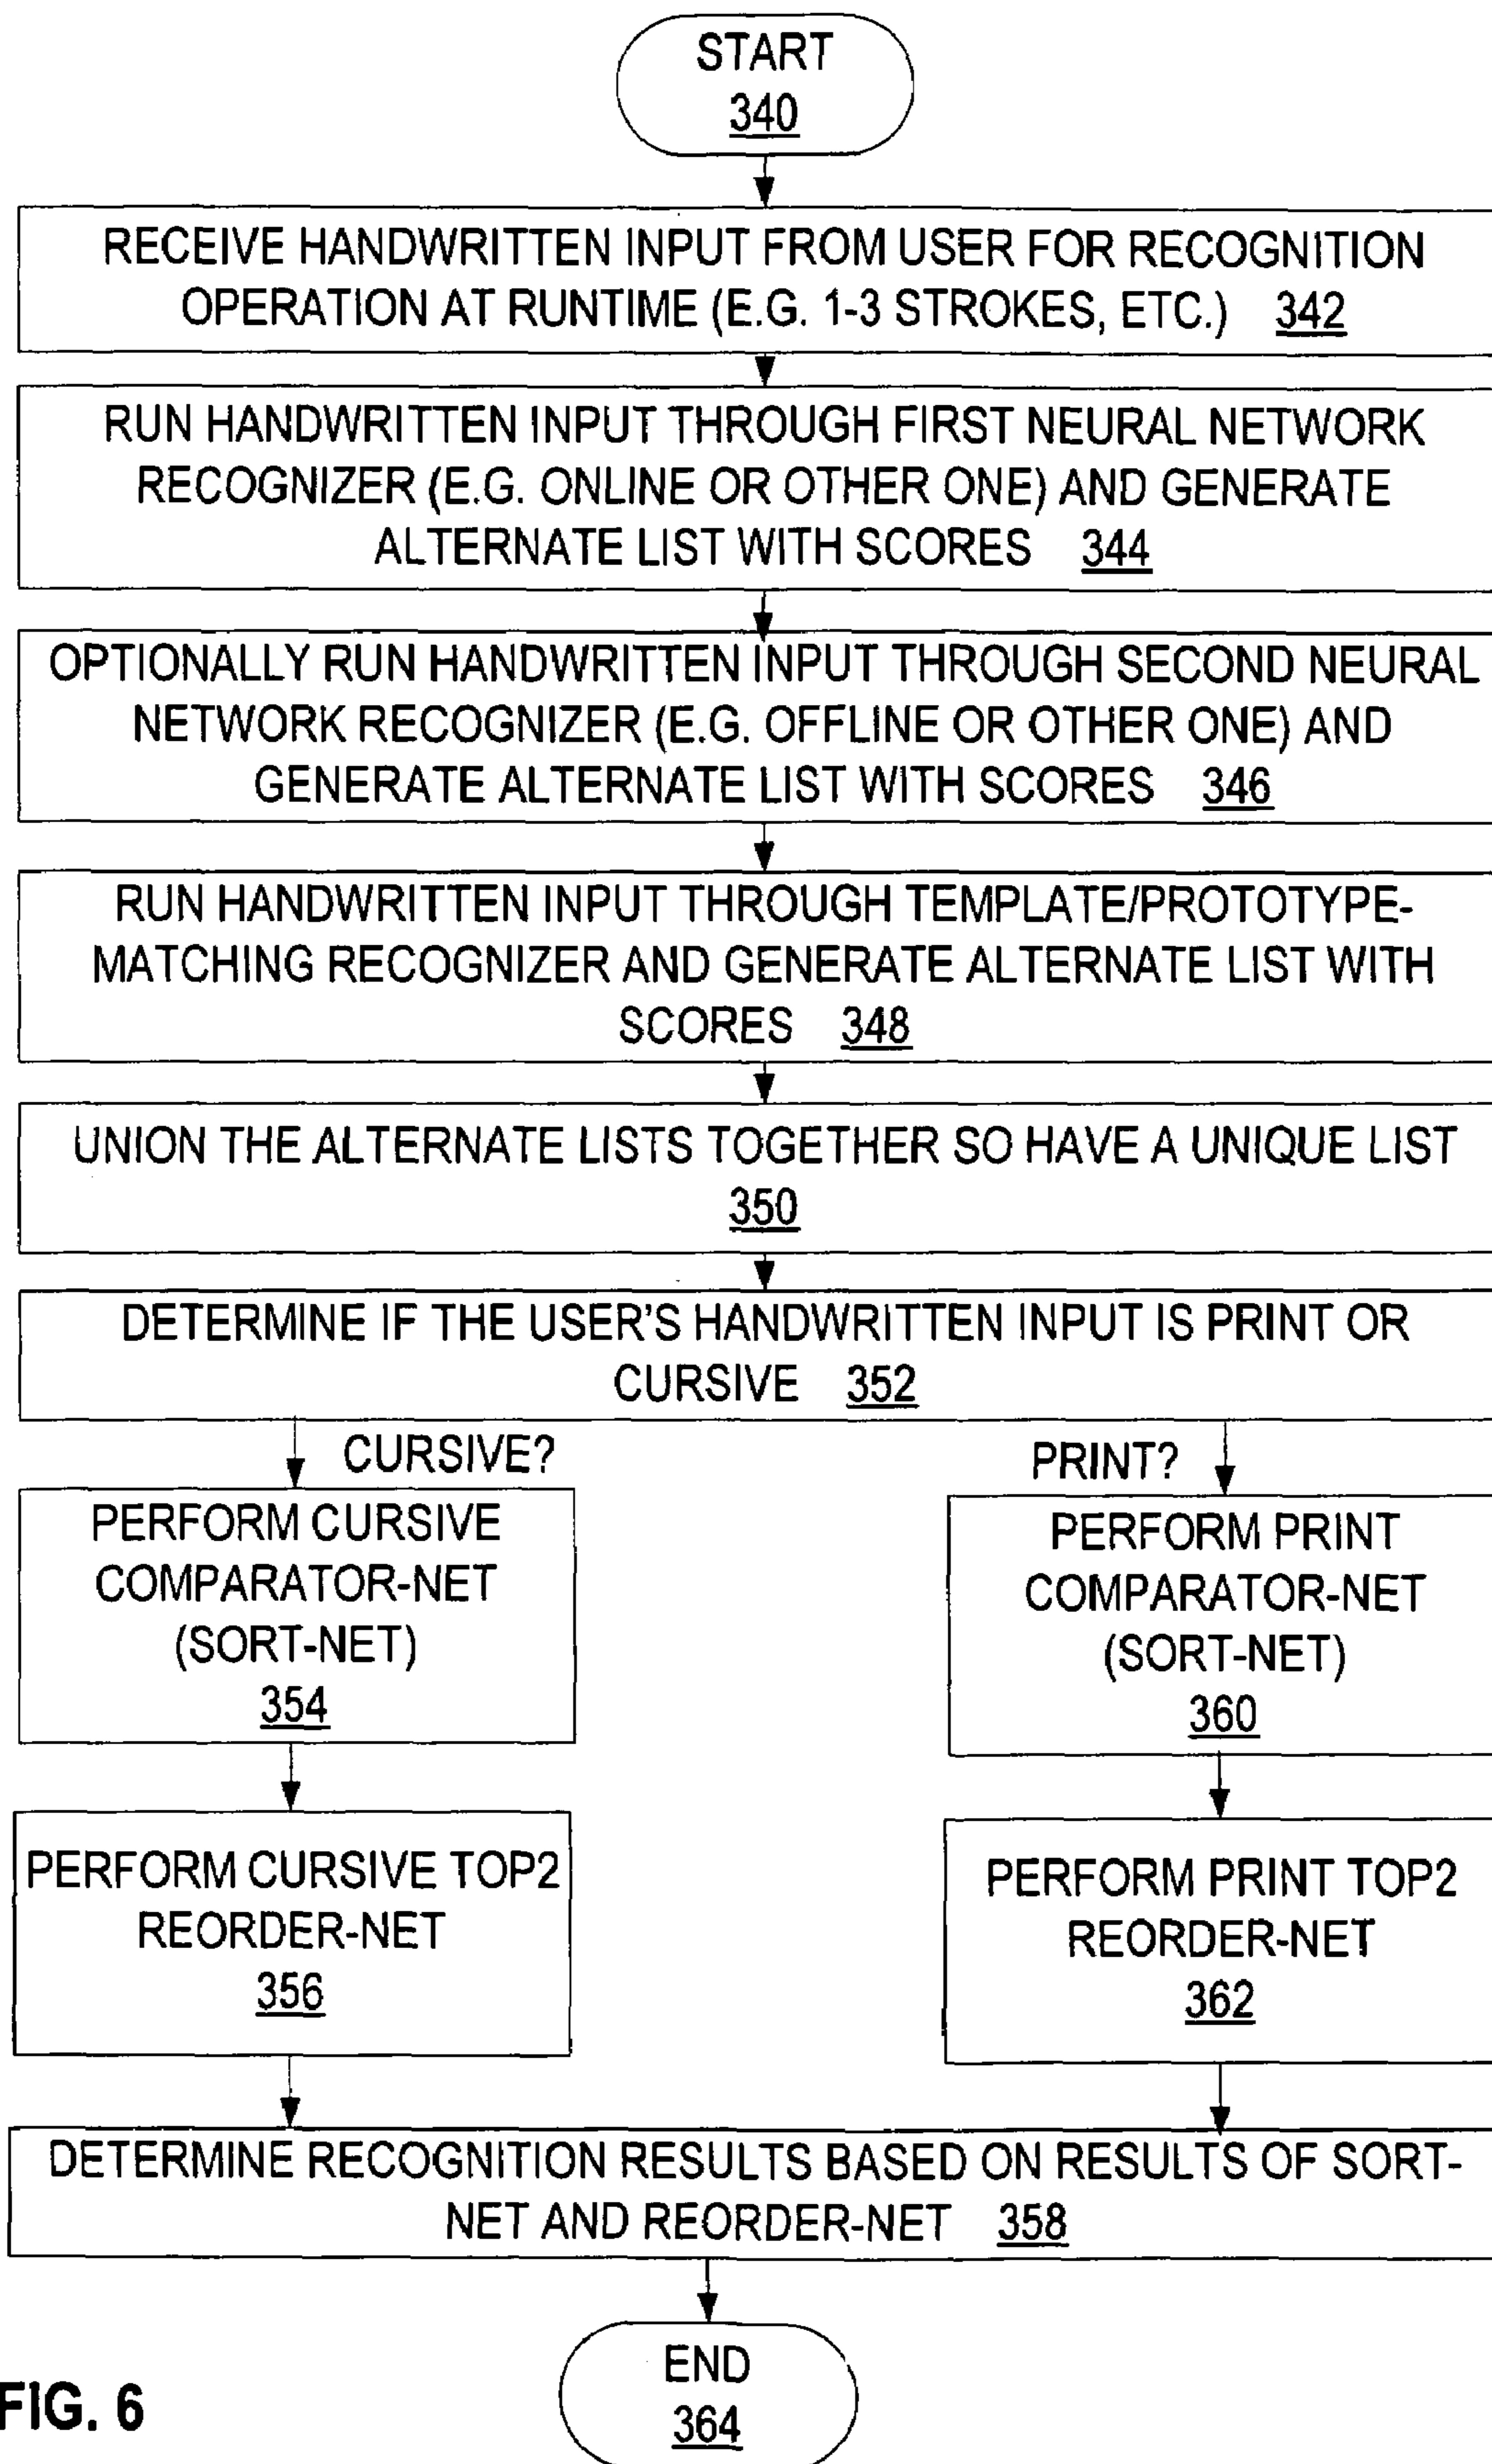 START
340
RECEIVE HANDWRITTEN INPUT FROM USER FOR RECOGNITION
OPERATION AT RUNTIME (E.G. 1-3 STROKES, ETC.) 342
RUN HANDWRITTEN INPUT THROUGH FIRST NEURAL NETWORK
RECOGNIZER (E.G. ONLINE OR OTHER ONE) AND GENERATE
ALTERNATE LIST WITH SCORES 344
OPTIONALLY RUN HANDWRITTEN INPUT THROUGH SECOND NEURAL
NETWORK RECOGNIZER (E.G. OFFLINE OR OTHER ONE) AND
GENERATE ALTERNATE LIST WITH SCORES 346
RUN HANDWRITTEN INPUT THROUGH TEMPLATE/PROTOTYPE-
MATCHING RECOGNIZER AND GENERATE ALTERNATE LIST WITH
SCORES 348
UNION THE ALTERNATE LISTS TOGETHER SO HAVE A UNIQUE LIST
350
DETERMINE IF THE USER'S HANDWRITTEN INPUT IS PRINT OR
CURSIVE 352
CURSIVE?
PERFORM CURSIVE
COMPARATOR-NET
(SORT-NET)
354
PERFORM CURSIVE TOP2
REORDER-NET
356
PRINT?
PERFORM PRINT
COMPARATOR-NET
(SORT-NET)
360
PERFORM PRINT TOP2
REORDER-NET
362
DETERMINE RECOGNITION RESULTS BASED ON RESULTS OF SORT-
NET AND REORDER-NET 358
END
364
FIG. 6